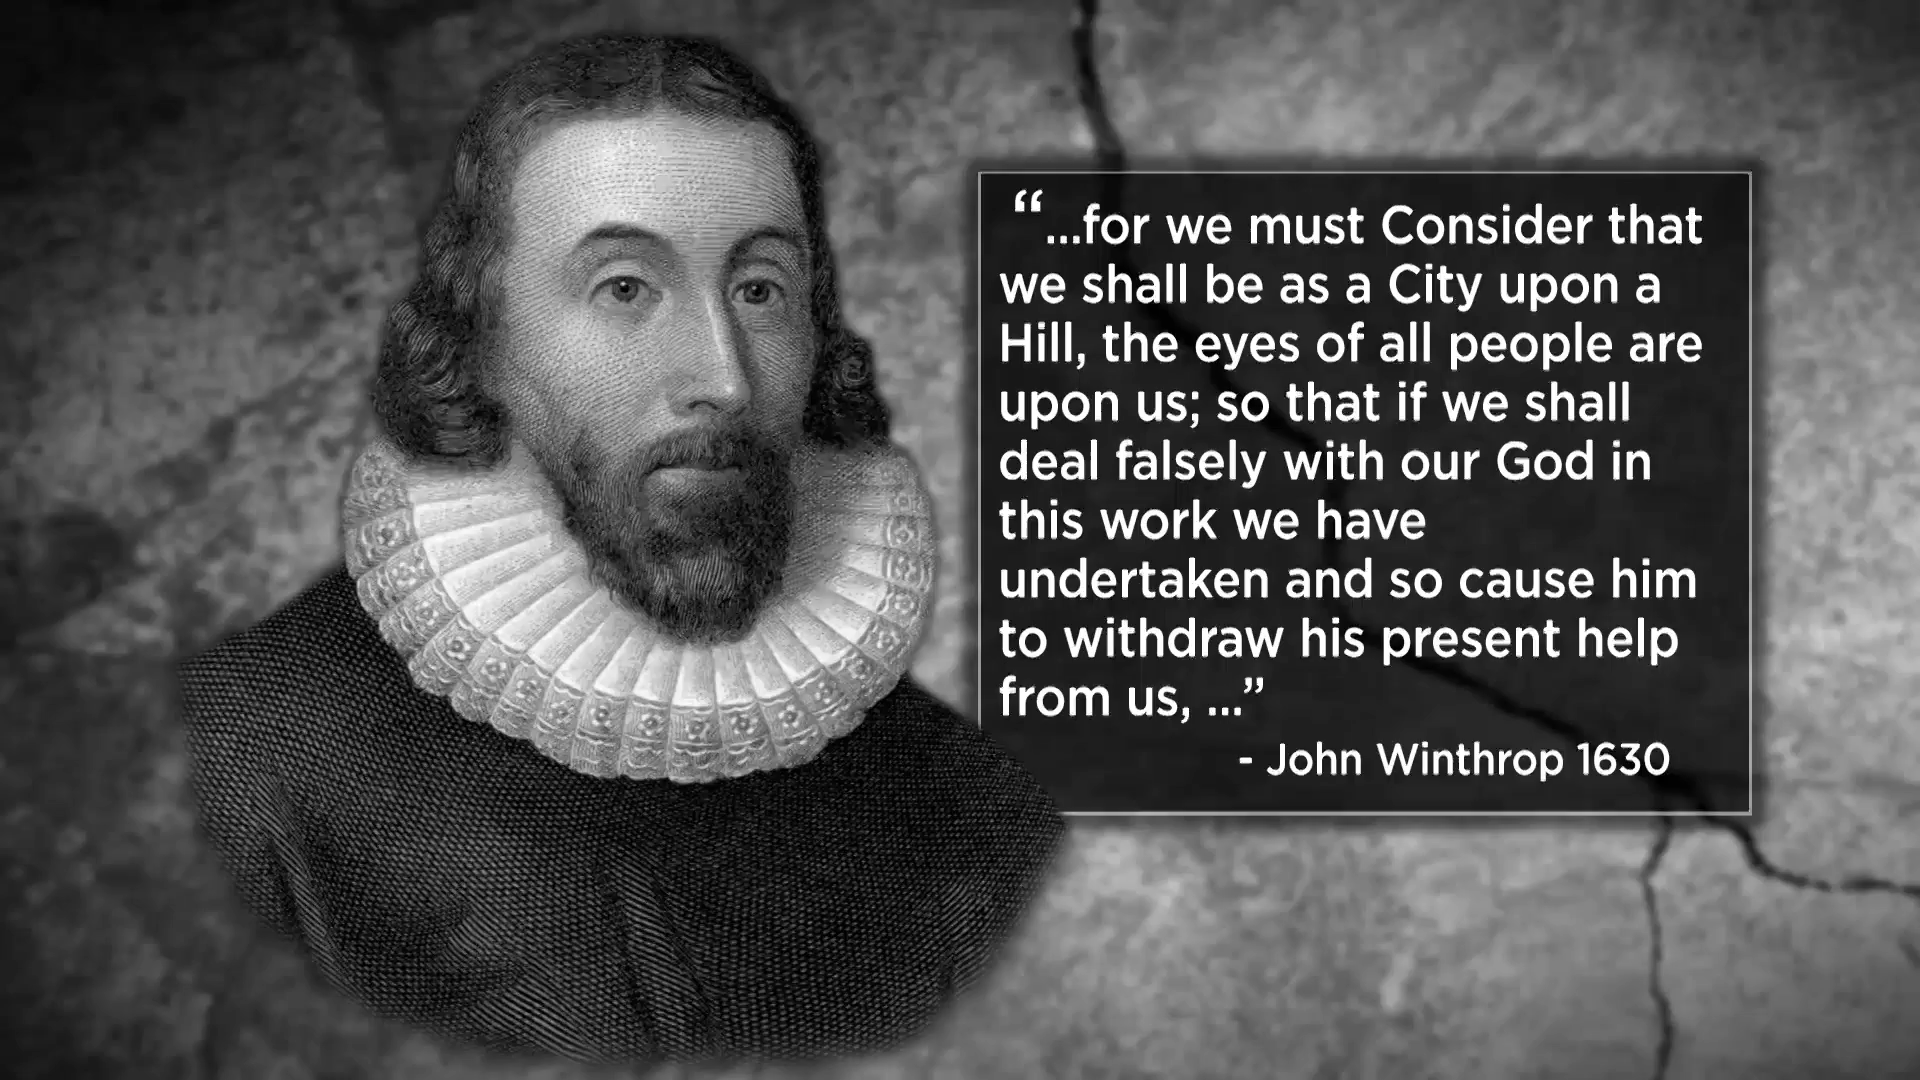 “...for we must Consider that
we shall be as a City upon a
Hill, the eyes of all people are
upon us; so that if we shall
deal falsely with our God in
this work we have
undertaken and so cause him
to withdraw his present help
from us, ...”
- John Winthrop 1630